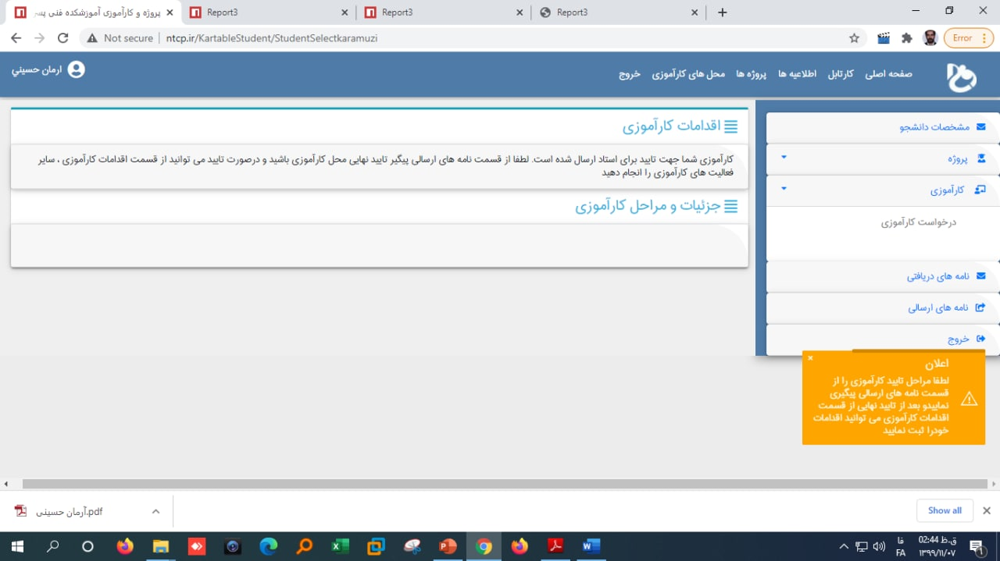 پروژه و کارآموزی آموزشکده فنی پسر
Report3
Report3
Report3
Not secure
ntcp.ir/KartableStudent/StudentSelectkaramuzi
Error
صفحه اصلی
کارتابل
اطلاعیه ها
پروژه ها
محل های کارآموزی
خروج
ارمان حسيني
مشخصات دانشجو
پروژه
کارآموزی
درخواست کارآموزی
نامه های دریافتی
نامه های ارسالی
خروج
اقدامات کارآموزی
کارآموزی شما جهت تایید برای استاد ارسال شده است. لطفا از قسمت نامه های ارسالی پیگیر تایید نهایی محل کارآموزی باشید و درصورت تایید می توانید از قسمت اقدامات کارآموزی ، سایر
فعالیت های کارآموزی را انجام دهید
جزئیات و مراحل کارآموزی
اعلان
لطفا مراحل تایید کارآموزی را از
قسمت نامه های ارسالی پیگیری
نماییدو بعد از تایید نهایی از قسمت
اقدامات کارآموزی می توانید اقدامات
خودرا ثبت نمایید
آرمان حسینی.pdf
Show all
فا
FA
02:44 ق.ظ
۱۳۹۹/۱۱/۰۷
1